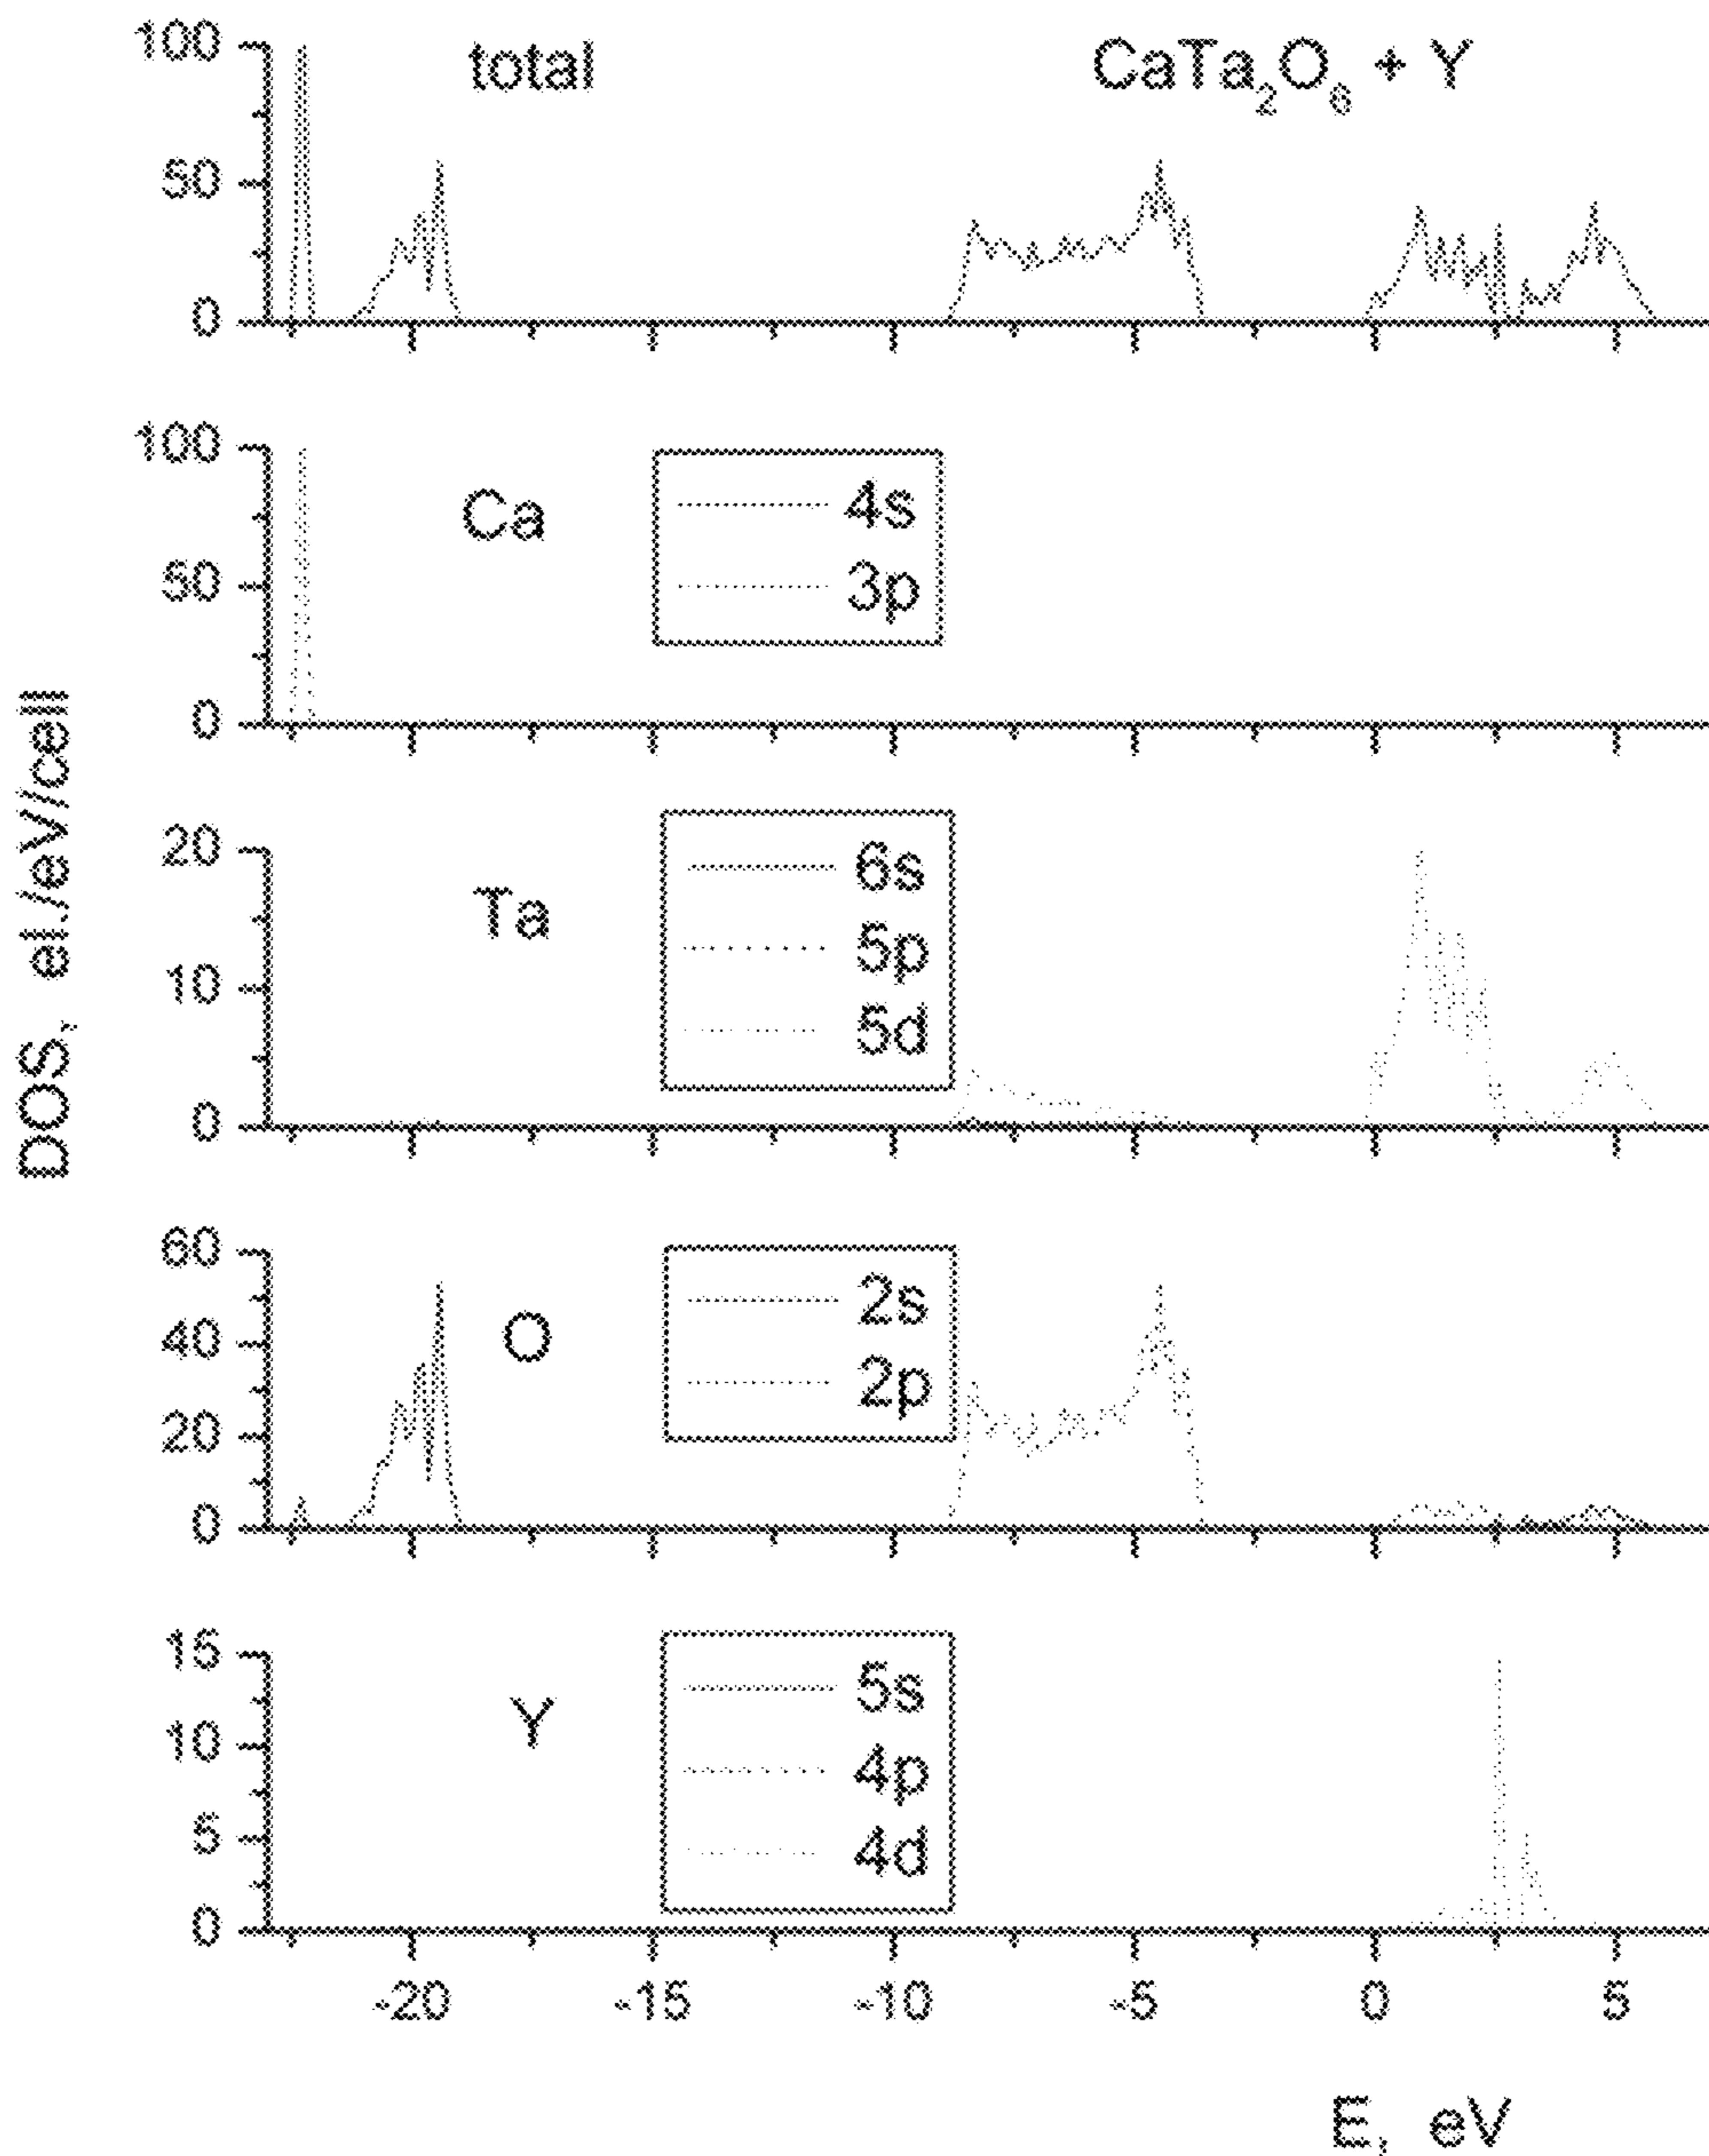 total
CaTa₂O₆ + Y
100
50
0
Ca
4s
3p
100
50
0
Ta
6s
5p
5d
20
10
0
O
2s
2p
60
40
20
0
Y
5s
4p
4d
15
10
5
0
-20 -15 -10 -5 0 5
E, eV
DOS, el./eV/cell